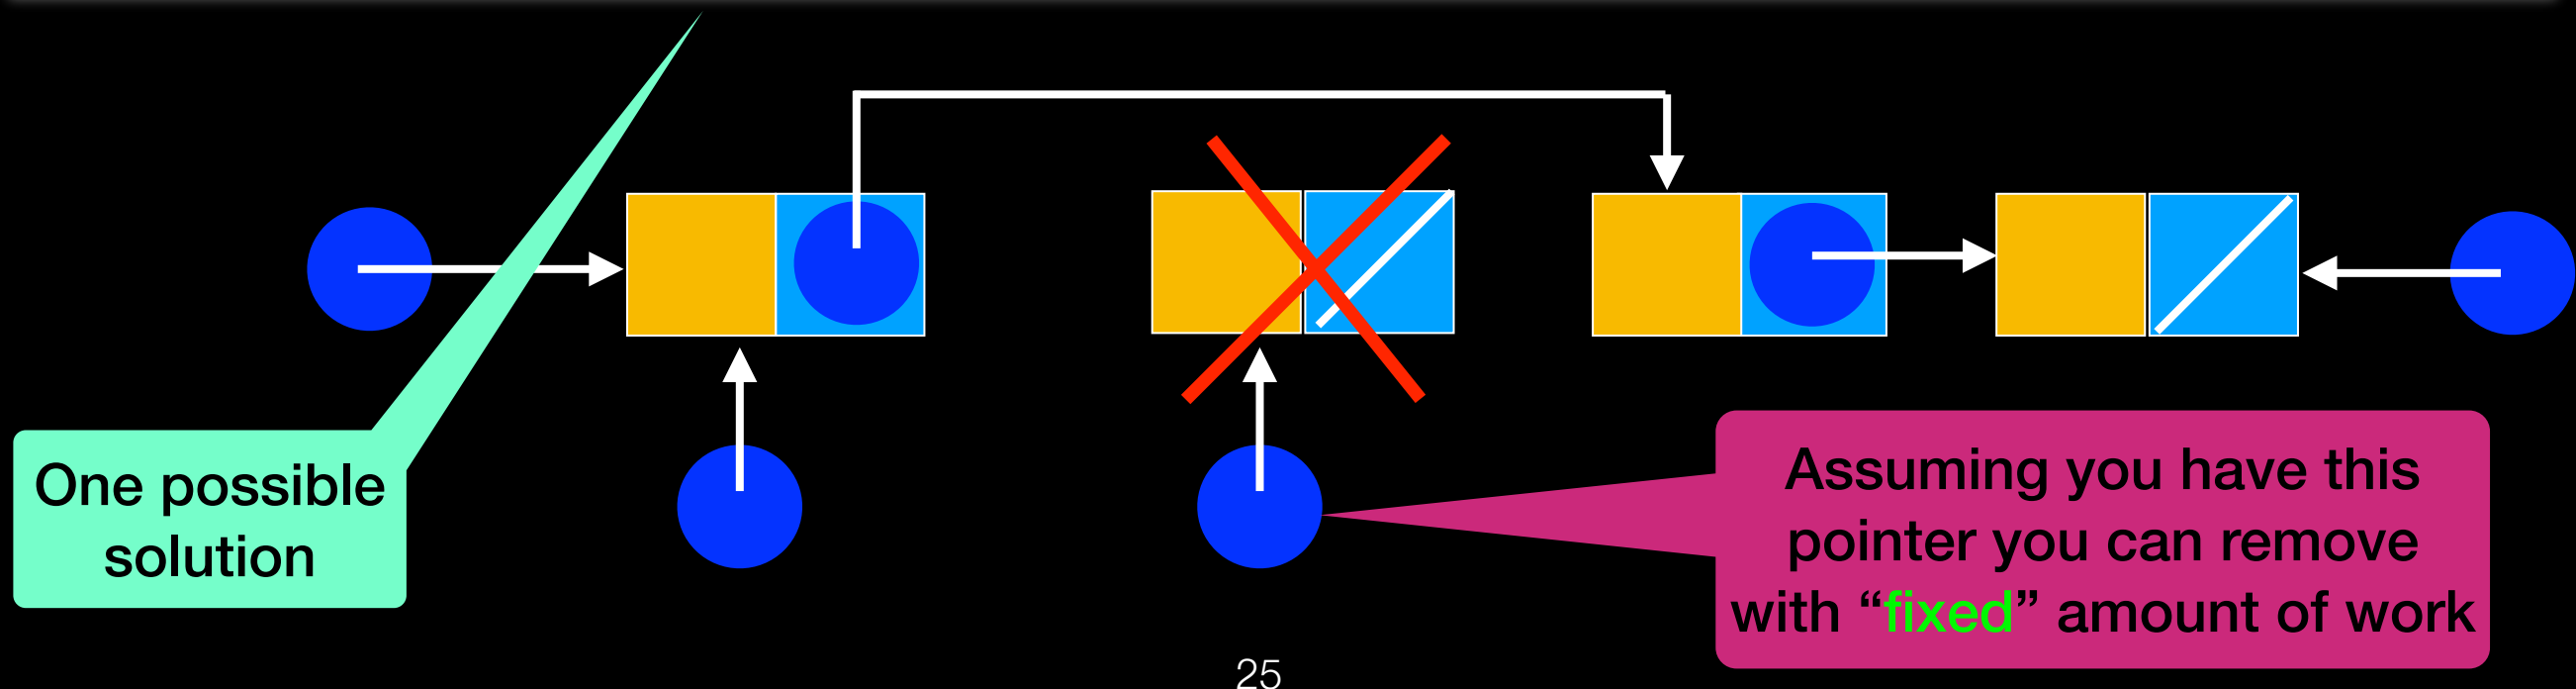 One possible
solution
Assuming you have this
pointer you can remove
with “fixed” amount of work
25